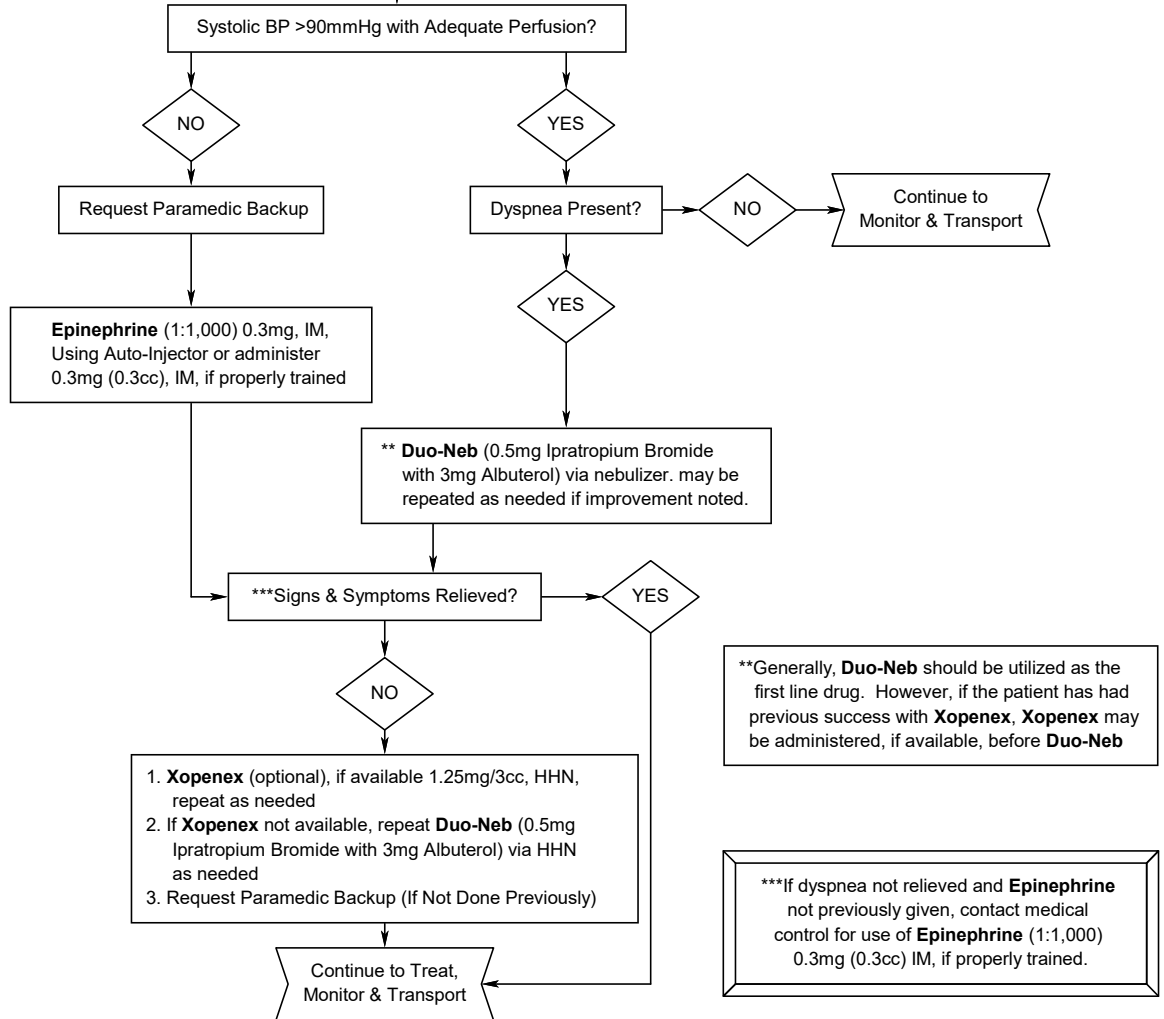 Systolic BP >90mmHg with Adequate Perfusion?
NO
YES
Request Paramedic Backup
Dyspnea Present?
NO
Continue to
Monitor & Transport
YES
Epinephrine (1:1,000) 0.3mg, IM,
Using Auto-Injector or administer
0.3mg (0.3cc), IM, if properly trained
** Duo-Neb (0.5mg Ipratropium Bromide
with 3mg Albuterol) via nebulizer. may be
repeated as needed if improvement noted.
***Signs & Symptoms Relieved?
YES
NO
**Generally, Duo-Neb should be utilized as the
first line drug.  However, if the patient has had
previous success with Xopenex, Xopenex may
be administered, if available, before Duo-Neb
1. Xopenex (optional), if available 1.25mg/3cc, HHN,
repeat as needed
2. If Xopenex not available, repeat Duo-Neb (0.5mg
Ipratropium Bromide with 3mg Albuterol) via HHN
as needed
3. Request Paramedic Backup (If Not Done Previously)
***If dyspnea not relieved and Epinephrine
not previously given, contact medical
control for use of Epinephrine (1:1,000)
0.3mg (0.3cc) IM, if properly trained.
Continue to Treat,
Monitor & Transport